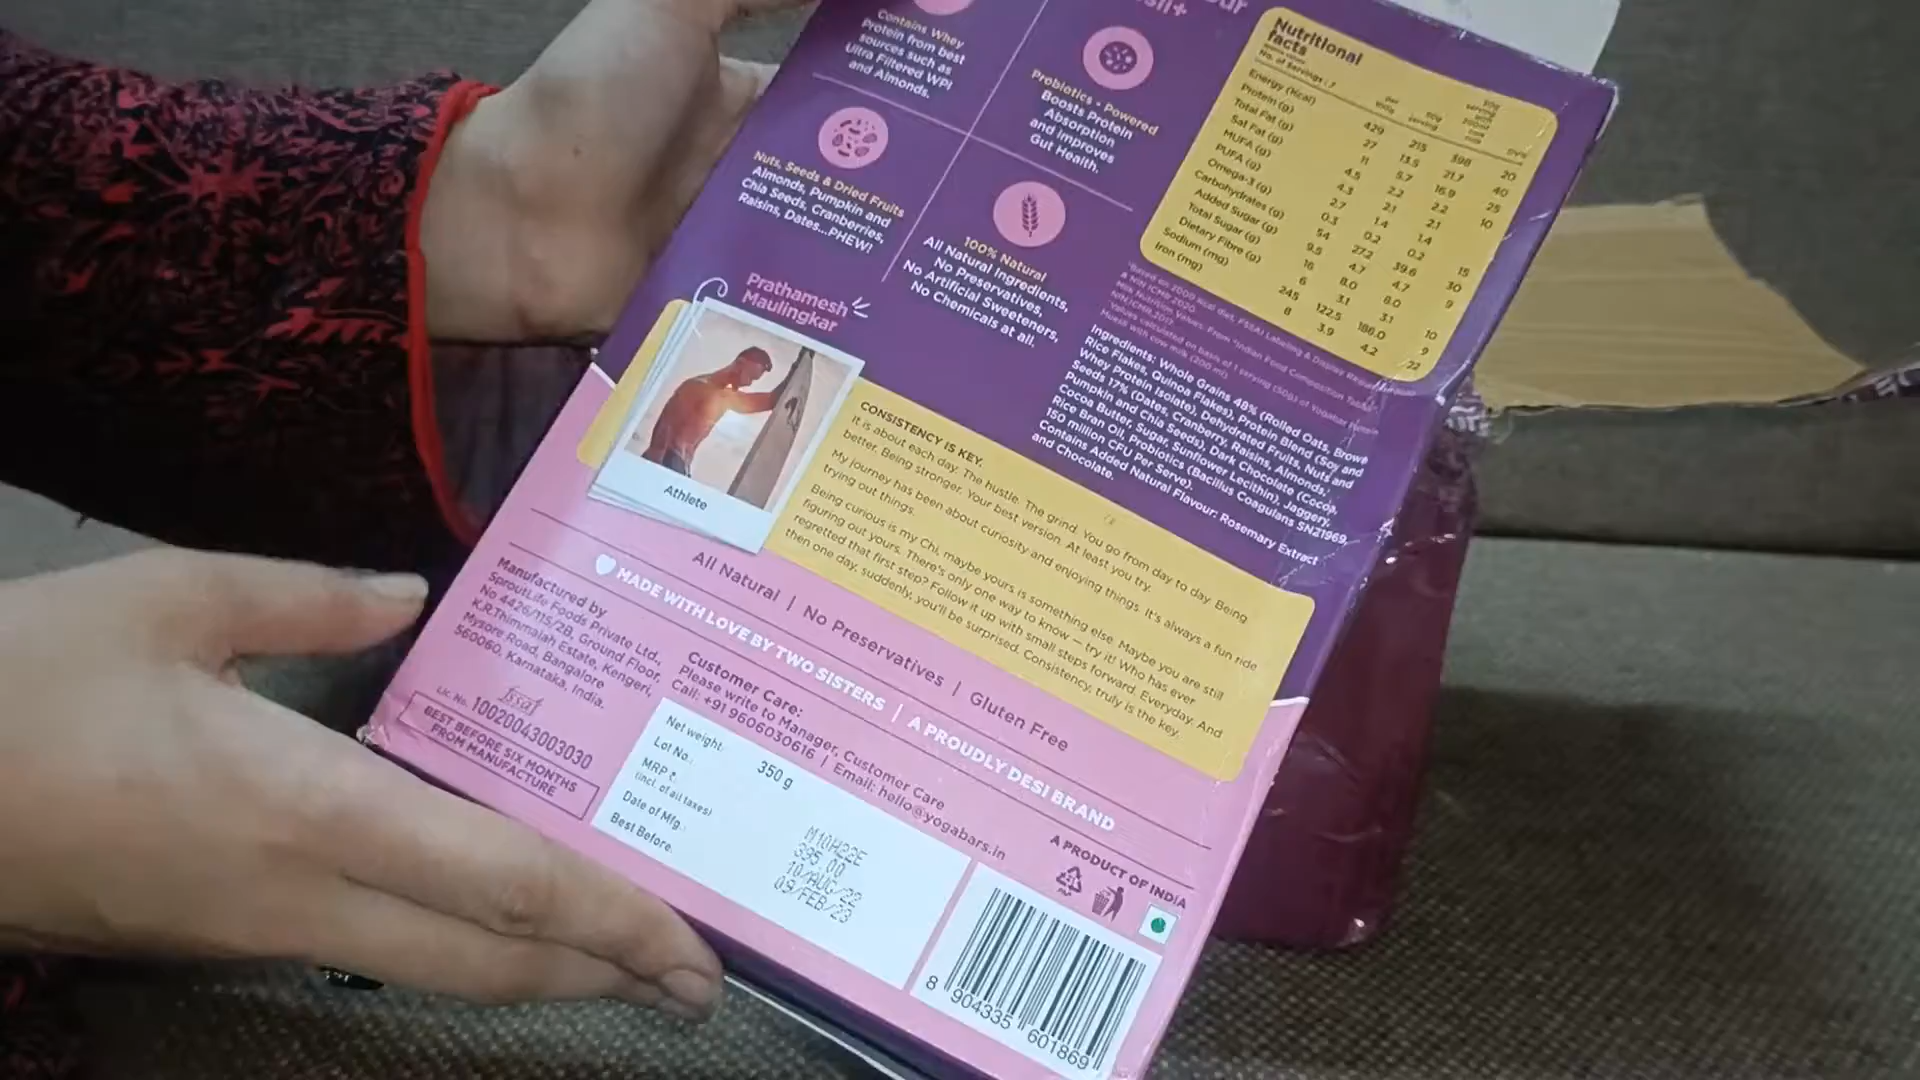 Contains Whey
Protein from best
sources such as
Ultra Filtered WPI
and Almonds.
Probiotics - Powered
Boosts Protein
Absorption
and improves
Gut Health.
Nuts, Seeds & Dried Fruits
Almonds, Pumpkin and
Chia Seeds, Cranberries,
Raisins, Dates...PHEW!
100% Natural
All Natural Ingredients,
No Preservatives,
No Artificial Sweeteners,
No Chemicals at all.
Nutritional
facts
No. of Servings : 7
per 100g
50g serving
50g serving with 200ml
Energy (Kcal) 429 215 398 20
Protein (g) 27 13.5 21.7 40
Total Fat (g) 11 5.7 16.9 25
Sat Fat (g) 4.5 2.2 2.2 10
MUFA (g) 4.3 2.1 2.1
PUFA (g) 2.7 1.4 1.4
Omega-3 (g) 0.3 0.2 0.2
Carbohydrates (g) 54 27.2 39.6 15
Added Sugar (g) 9.5 4.7 4.7 30
Total Sugar (g) 16 8.0 8.0 9
Dietary Fibre (g) 6 3.1 3.1 10
Sodium (mg) 245 122.5 186.0 9
Iron (mg) 8 3.9 4.2 22
Ingredients: Whole Grains 48% (Rolled Oats, Brown
Rice Flakes, Quinoa Flakes), Protein Blend (Soy and
Whey Protein Isolate), Dehydrated Fruits, Nuts and
Seeds 17% (Dates, Cranberry, Raisins, Almonds,
Pumpkin and Chia Seeds), Dark Chocolate (Cocoa,
Cocoa Butter, Sugar, Sunflower Lecithin), Jaggery,
Rice Bran Oil, Probiotics (Bacillus Coagulans SN21969,
150 million CFU Per Serve).
Contains Added Natural Flavour: Rosemary Extract
and Chocolate.
Prathamesh
Maulingkar
Athlete
CONSISTENCY IS KEY.
It is about each day. The hustle. The grind. You go from day to day. Being
better. Being stronger. Your best version. At least you try.
My journey has been about curiosity and enjoying things. It's always a fun ride
trying out things.
Being curious is my Chi, maybe yours is something else. Maybe you are still
figuring out yours. There's only one way to know – try it! Who has ever
regretted that first step? Follow it up with small steps forward. Everyday. And
then one day, suddenly, you'll be surprised. Consistency, truly is the key.
All Natural | No Preservatives | Gluten Free
MADE WITH LOVE BY TWO SISTERS | A PROUDLY DESI BRAND
Manufactured by
SproutLife Foods Private Ltd.,
No 4426/115/2B, Ground Floor,
K.R.Thimmaiah Estate, Kengeri,
Mysore Road, Bangalore
560060, Karnataka, India.
fssai
Lic. No. 10020043003030
BEST BEFORE SIX MONTHS
FROM MANUFACTURE
Customer Care:
Please write to Manager, Customer Care
Call: +91 9606030616 | Email: hello@yogabars.in
Net weight: 350 g
Lot No.: M10H22E
MRP ₹: 395.00
(incl. of all taxes)
Date of Mfg.: 10/AUG/22
Best Before: 09/FEB/23
A PRODUCT OF INDIA
8 904335 601869